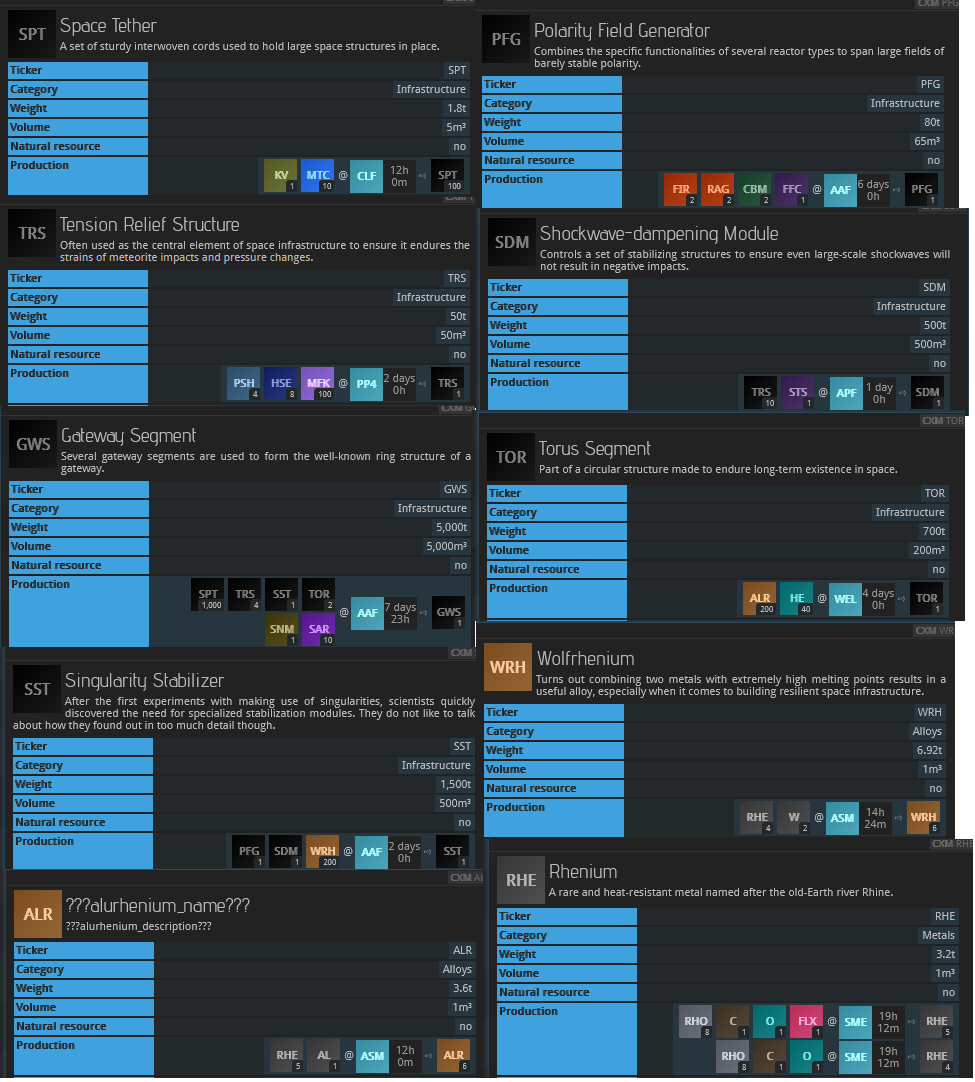 SPT
Space Tether
A set of sturdy interwoven cords used to hold large space structures in place.
Ticker SPT
Category Infrastructure
Weight 1.8t
Volume 5m³
Natural resource no
Production KV 1 MTC 10 @ CLF 12h 0m ⇨ SPT 100
CXM PFG
PFG
Polarity Field Generator
Combines the specific functionalities of several reactor types to span large fields of
barely stable polarity.
Ticker PFG
Category Infrastructure
Weight 80t
Volume 65m³
Natural resource no
Production FIR 2 RAG 2 CBM 2 FFC 1 @ AAF 6 days 0h ⇨ PFG 1
TRS
Tension Relief Structure
Often used as the central element of space infrastructure to ensure it endures the
strains of meteorite impacts and pressure changes.
Ticker TRS
Category Infrastructure
Weight 50t
Volume 50m³
Natural resource no
Production PSH 4 HSE 8 MFK 100 @ PP4 2 days 0h ⇨ TRS 1
SDM
Shockwave-dampening Module
Controls a set of stabilizing structures to ensure even large-scale shockwaves will
not result in negative impacts.
Ticker SDM
Category Infrastructure
Weight 500t
Volume 500m³
Natural resource no
Production TRS 10 STS 1 @ APF 1 day 0h ⇨ SDM 1
GWS
Gateway Segment
Several gateway segments are used to form the well-known ring structure of a
gateway.
Ticker GWS
Category Infrastructure
Weight 5,000t
Volume 5,000m³
Natural resource no
Production SPT 1,000 TRS 4 SST 1 TOR 2
SNM 1 SAR 10 @ AAF 7 days 23h ⇨ GWS 1
CXM TOR
TOR
Torus Segment
Part of a circular structure made to endure long-term existence in space.
Ticker TOR
Category Infrastructure
Weight 700t
Volume 200m³
Natural resource no
Production ALR 200 HE 40 @ WEL 4 days 0h ⇨ TOR 1
CXM
SST
Singularity Stabilizer
After the first experiments with making use of singularities, scientists quickly
discovered the need for specialized stabilization modules. They do not like to talk
about how they found out in too much detail though.
Ticker SST
Category Infrastructure
Weight 1,500t
Volume 500m³
Natural resource no
Production PFG 1 SDM 1 WRH 200 @ AAF 2 days 0h ⇨ SST 1
CXM WR
WRH
Wolfrhenium
Turns out combining two metals with extremely high melting points results in a
useful alloy, especially when it comes to building resilient space infrastructure.
Ticker WRH
Category Alloys
Weight 6.92t
Volume 1m³
Natural resource no
Production RHE 4 W 2 @ ASM 14h 24m ⇨ WRH 6
CXM AL
ALR
???alurhenium_name???
???alurhenium_description???
Ticker ALR
Category Alloys
Weight 3.6t
Volume 1m³
Natural resource no
Production RHE 5 AL 1 @ ASM 12h 0m ⇨ ALR 6
CXM RHE
RHE
Rhenium
A rare and heat-resistant metal named after the old-Earth river Rhine.
Ticker RHE
Category Metals
Weight 3.2t
Volume 1m³
Natural resource no
Production RHO 8 C 1 O 1 FLX 1 @ SME 19h 12m ⇨ RHE 5
RHO 8 C 1 O 1 @ SME 19h 12m ⇨ RHE 4